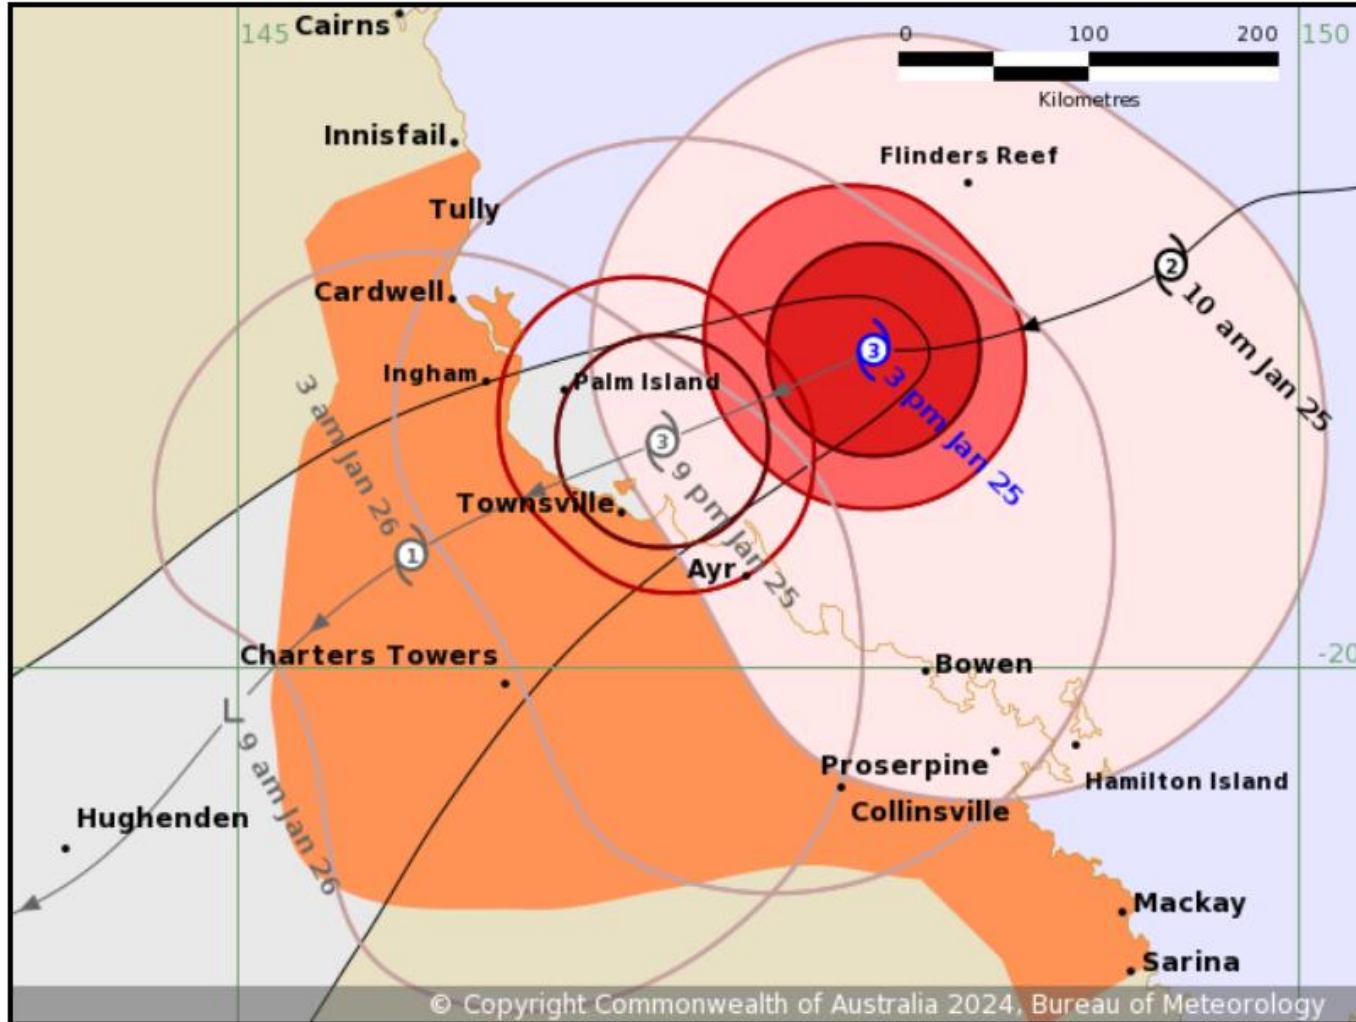 145
Cairns
0 100 200
Kilometres
150
Innisfail
Flinders Reef
Tully
2
10 am Jan 25
Cardwell
3
3 pm Jan 25
Ingham
Palm Island
3
9 pm Jan 25
3 am Jan 26
1
Townsville
Ayr
Charters Towers
Bowen
-20
L
9 am Jan 26
Proserpine
Hamilton Island
Collinsville
Hughenden
Mackay
Sarina
© Copyright Commonwealth of Australia 2024, Bureau of Meteorology